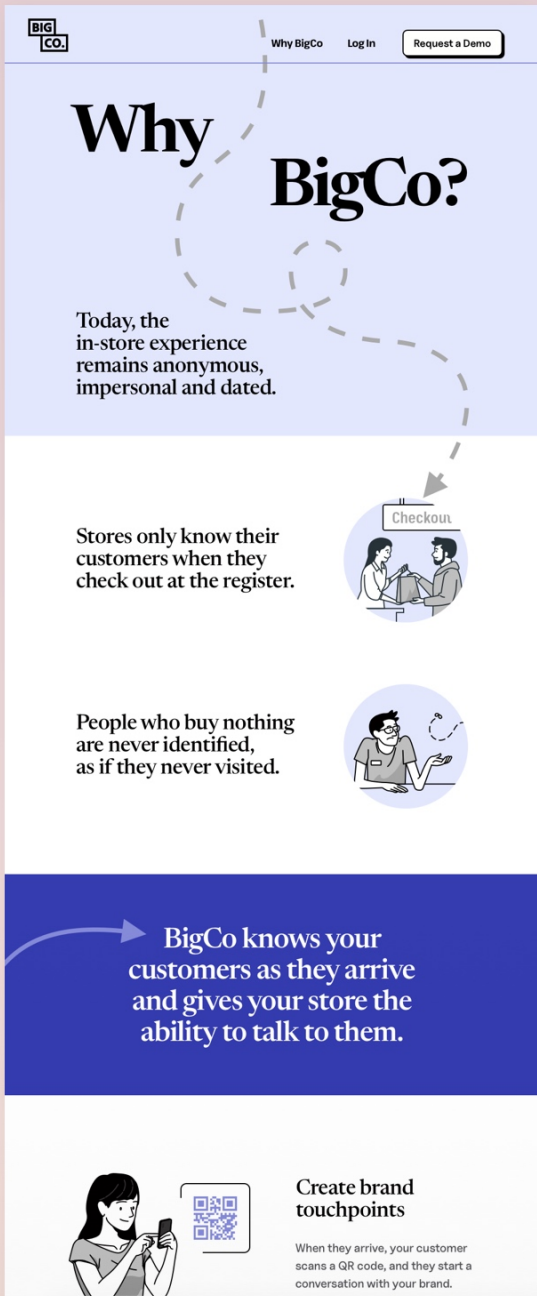 BIG
CO.
Why BigCo
Log In
Request a Demo
Why
BigCo?
Today, the
in-store experience
remains anonymous,
impersonal and dated.
Checkout
Stores only know their
customers when they
check out at the register.
People who buy nothing
are never identified,
as if they never visited.
BigCo knows your
customers as they arrive
and gives your store the
ability to talk to them.
Create brand
touchpoints
When they arrive, your customer
scans a QR code, and they start a
conversation with your brand.